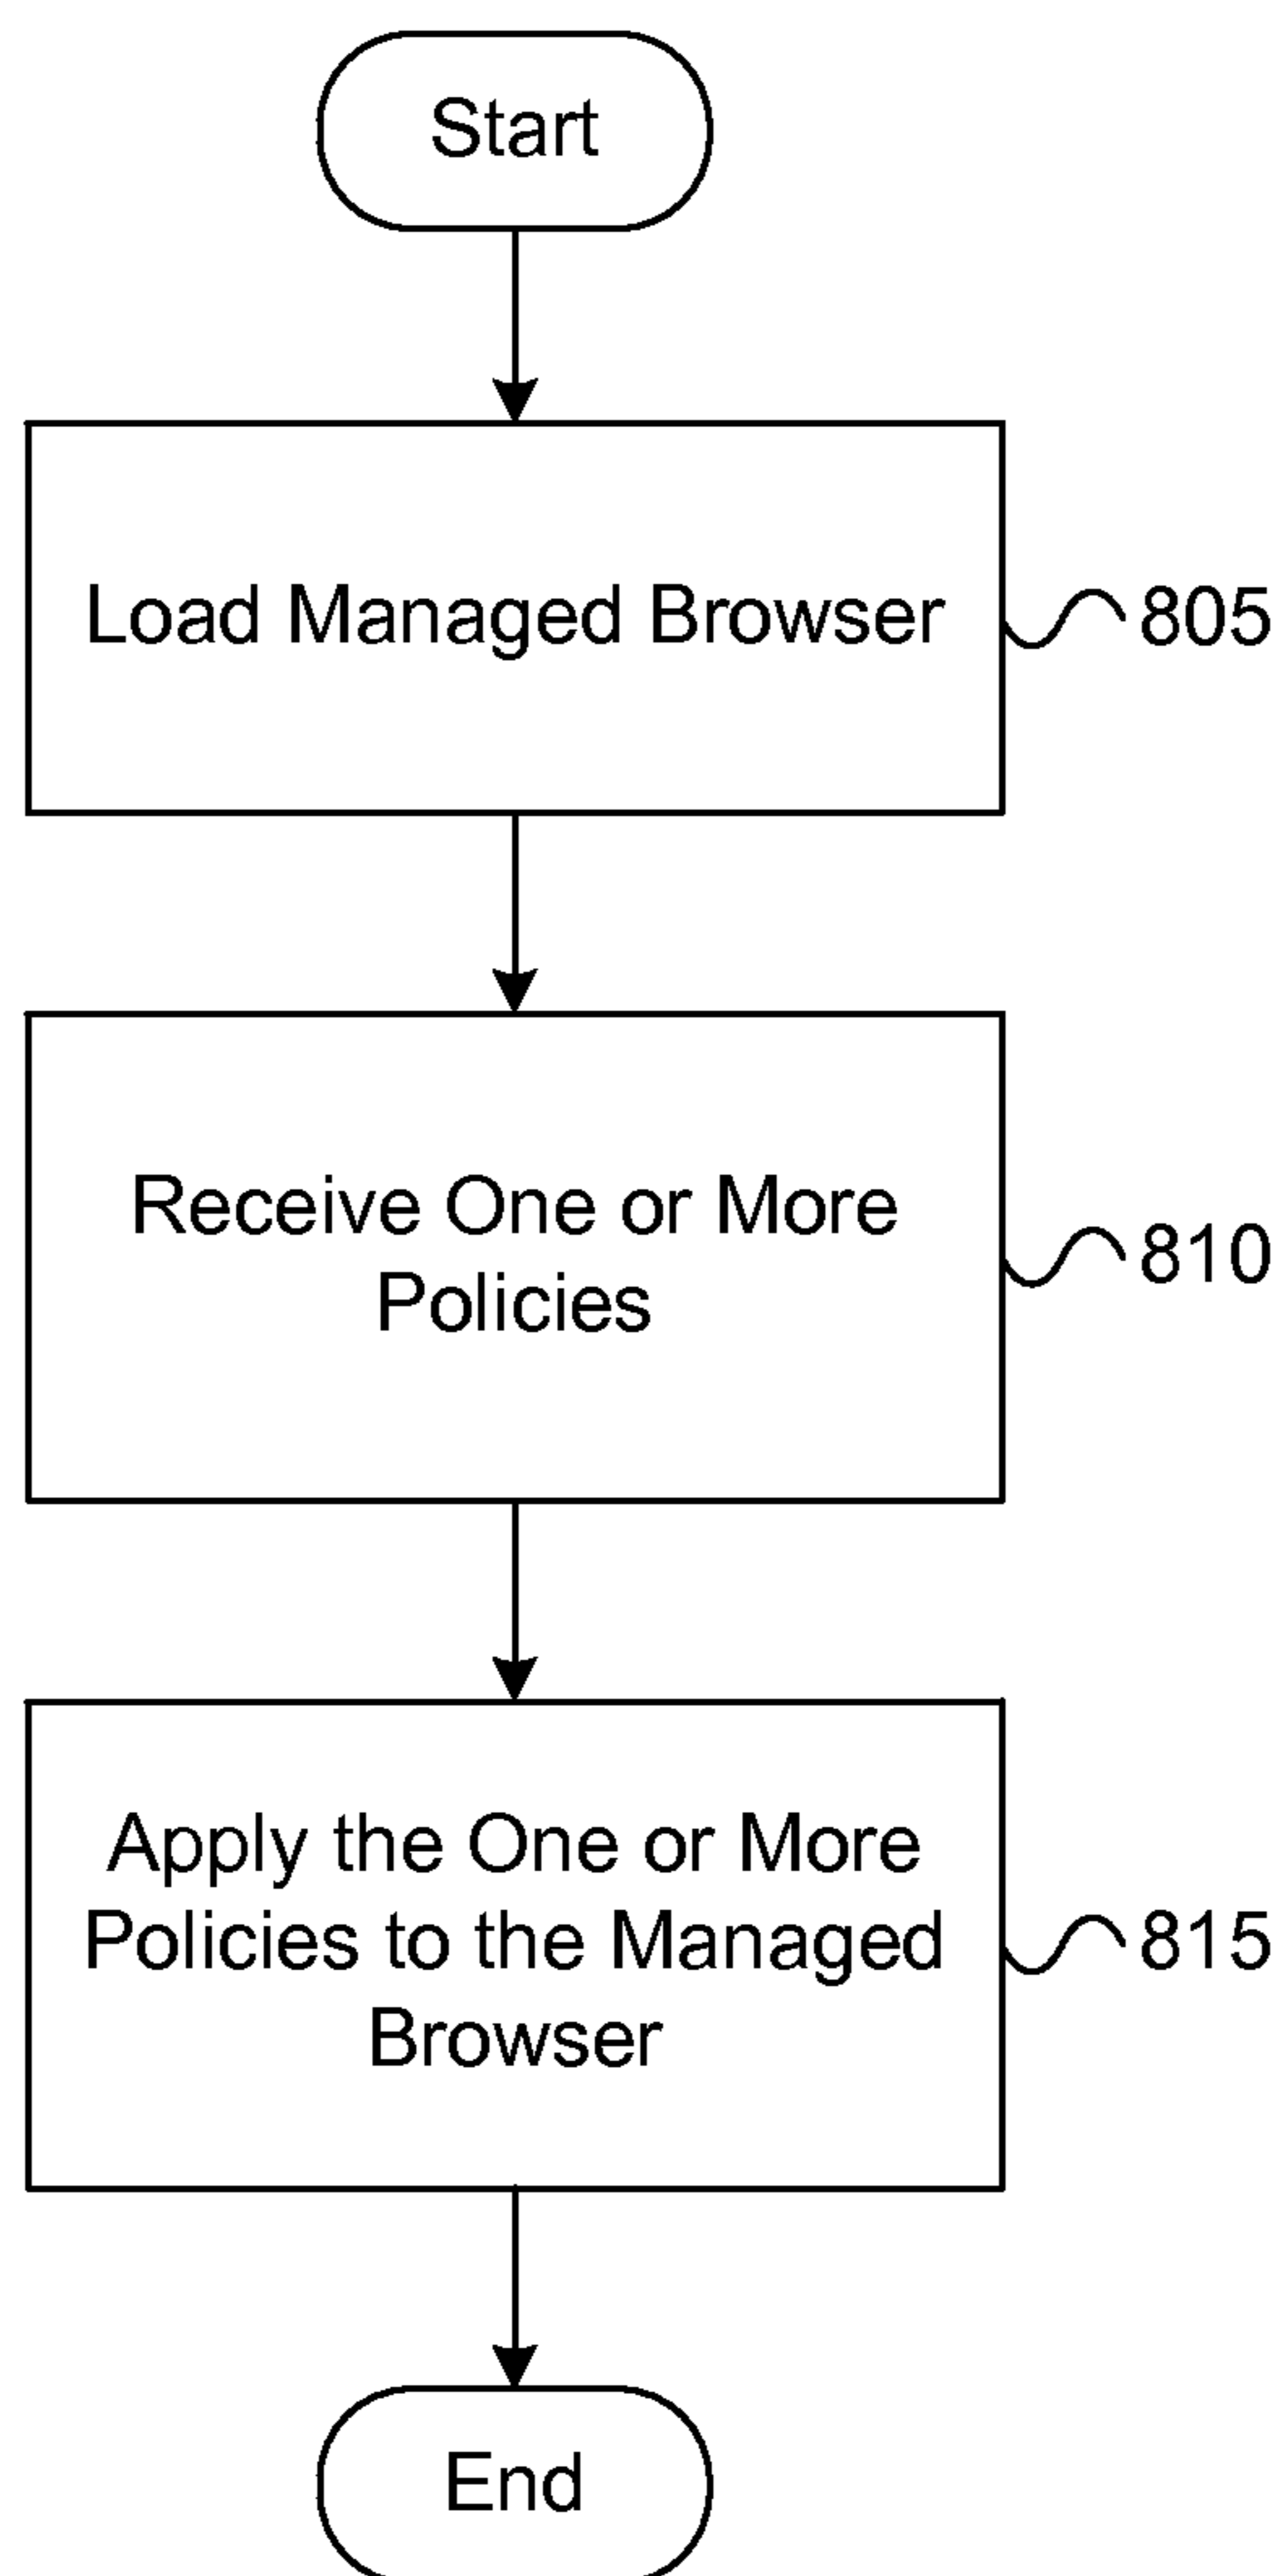 Start
Load Managed Browser
805
Receive One or More
Policies
810
Apply the One or More
Policies to the Managed
Browser
815
End